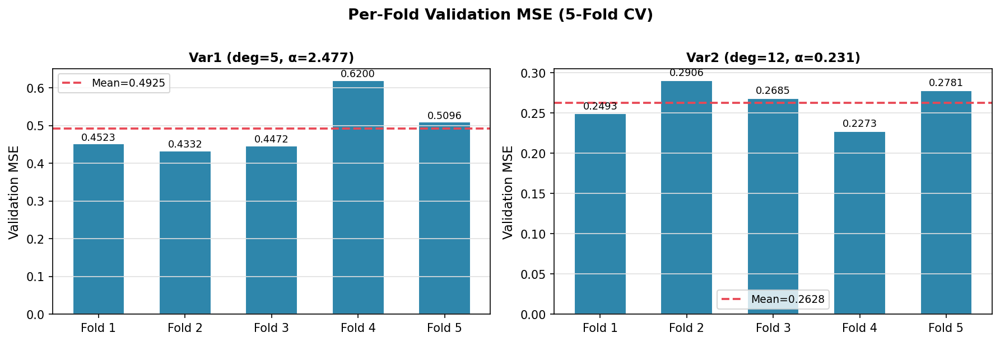 Per-Fold Validation MSE (5-Fold CV)
Var1 (deg=5, α=2.477)
Validation MSE
0.6
0.5
0.4
0.3
0.2
0.1
0.0
Mean=0.4925
0.4523
0.4332
0.4472
0.6200
0.5096
Fold 1
Fold 2
Fold 3
Fold 4
Fold 5
Var2 (deg=12, α=0.231)
Validation MSE
0.30
0.25
0.20
0.15
0.10
0.05
0.00
0.2493
0.2906
0.2685
0.2273
0.2781
Mean=0.2628
Fold 1
Fold 2
Fold 3
Fold 4
Fold 5